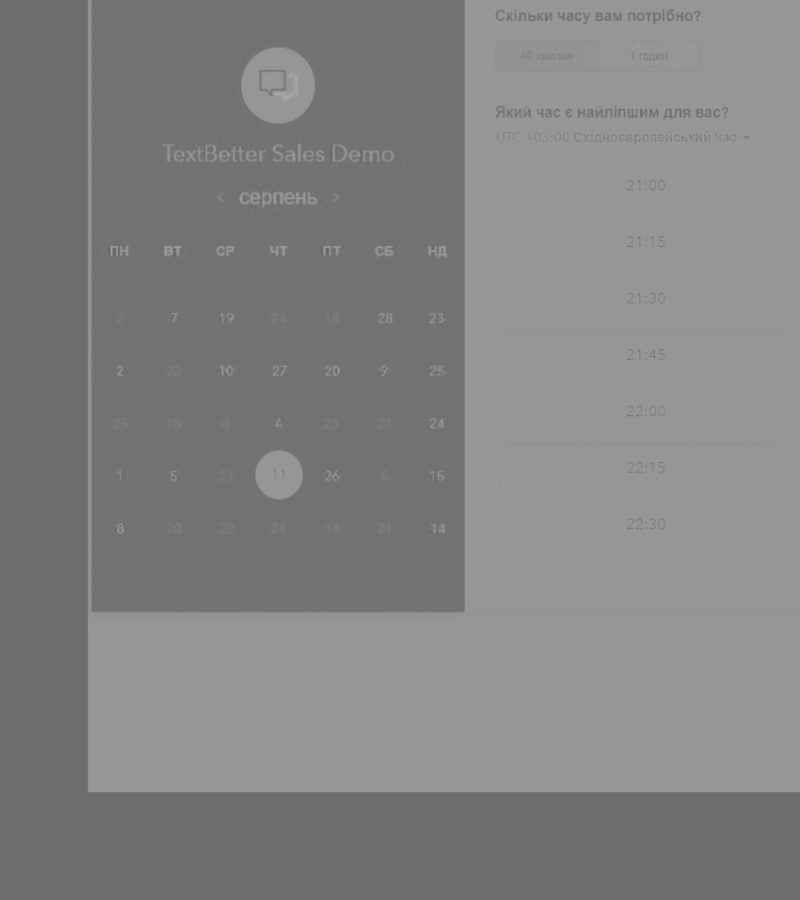 Скільки часу вам потрібно?
40 хвилин 1 годин
Який час є найліпшим для вас?
UTC +03:00 Східноєвропейський час
TextBetter Sales Demo
серпень
ПН ВТ СР ЧТ ПТ СБ НД
2 7 19 24 18 28 23
2 22 10 27 20 9 25
25 18 8 4 23 21 24
1 5 23 11 26 5 15
8 20 22 24 14 21 14
21:00
21:15
21:30
21:45
22:00
22:15
22:30